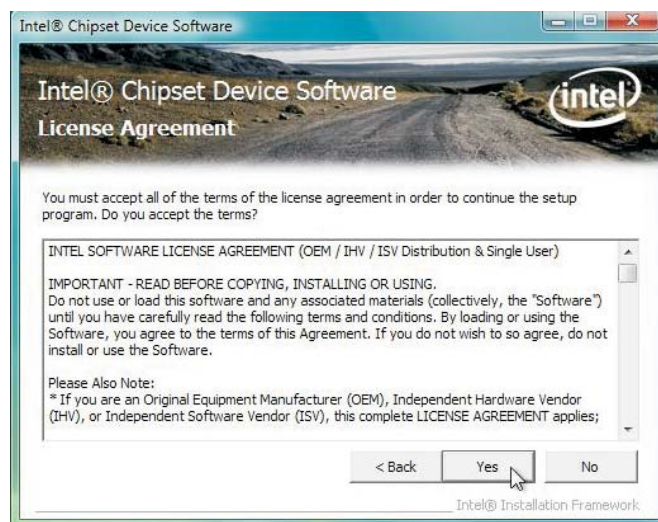 Intel® Chipset Device Software
Intel® Chipset Device Software
intel
License Agreement
You must accept all of the terms of the license agreement in order to continue the setup
program. Do you accept the terms?
INTEL SOFTWARE LICENSE AGREEMENT (OEM / IHV / ISV Distribution & Single User)
IMPORTANT - READ BEFORE COPYING, INSTALLING OR USING.
Do not use or load this software and any associated materials (collectively, the "Software")
until you have carefully read the following terms and conditions. By loading or using the
Software, you agree to the terms of this Agreement. If you do not wish to so agree, do not
install or use the Software.
Please Also Note:
* If you are an Original Equipment Manufacturer (OEM), Independent Hardware Vendor
(IHV), or Independent Software Vendor (ISV), this complete LICENSE AGREEMENT applies;
< Back Yes No
Intel® Installation Framework